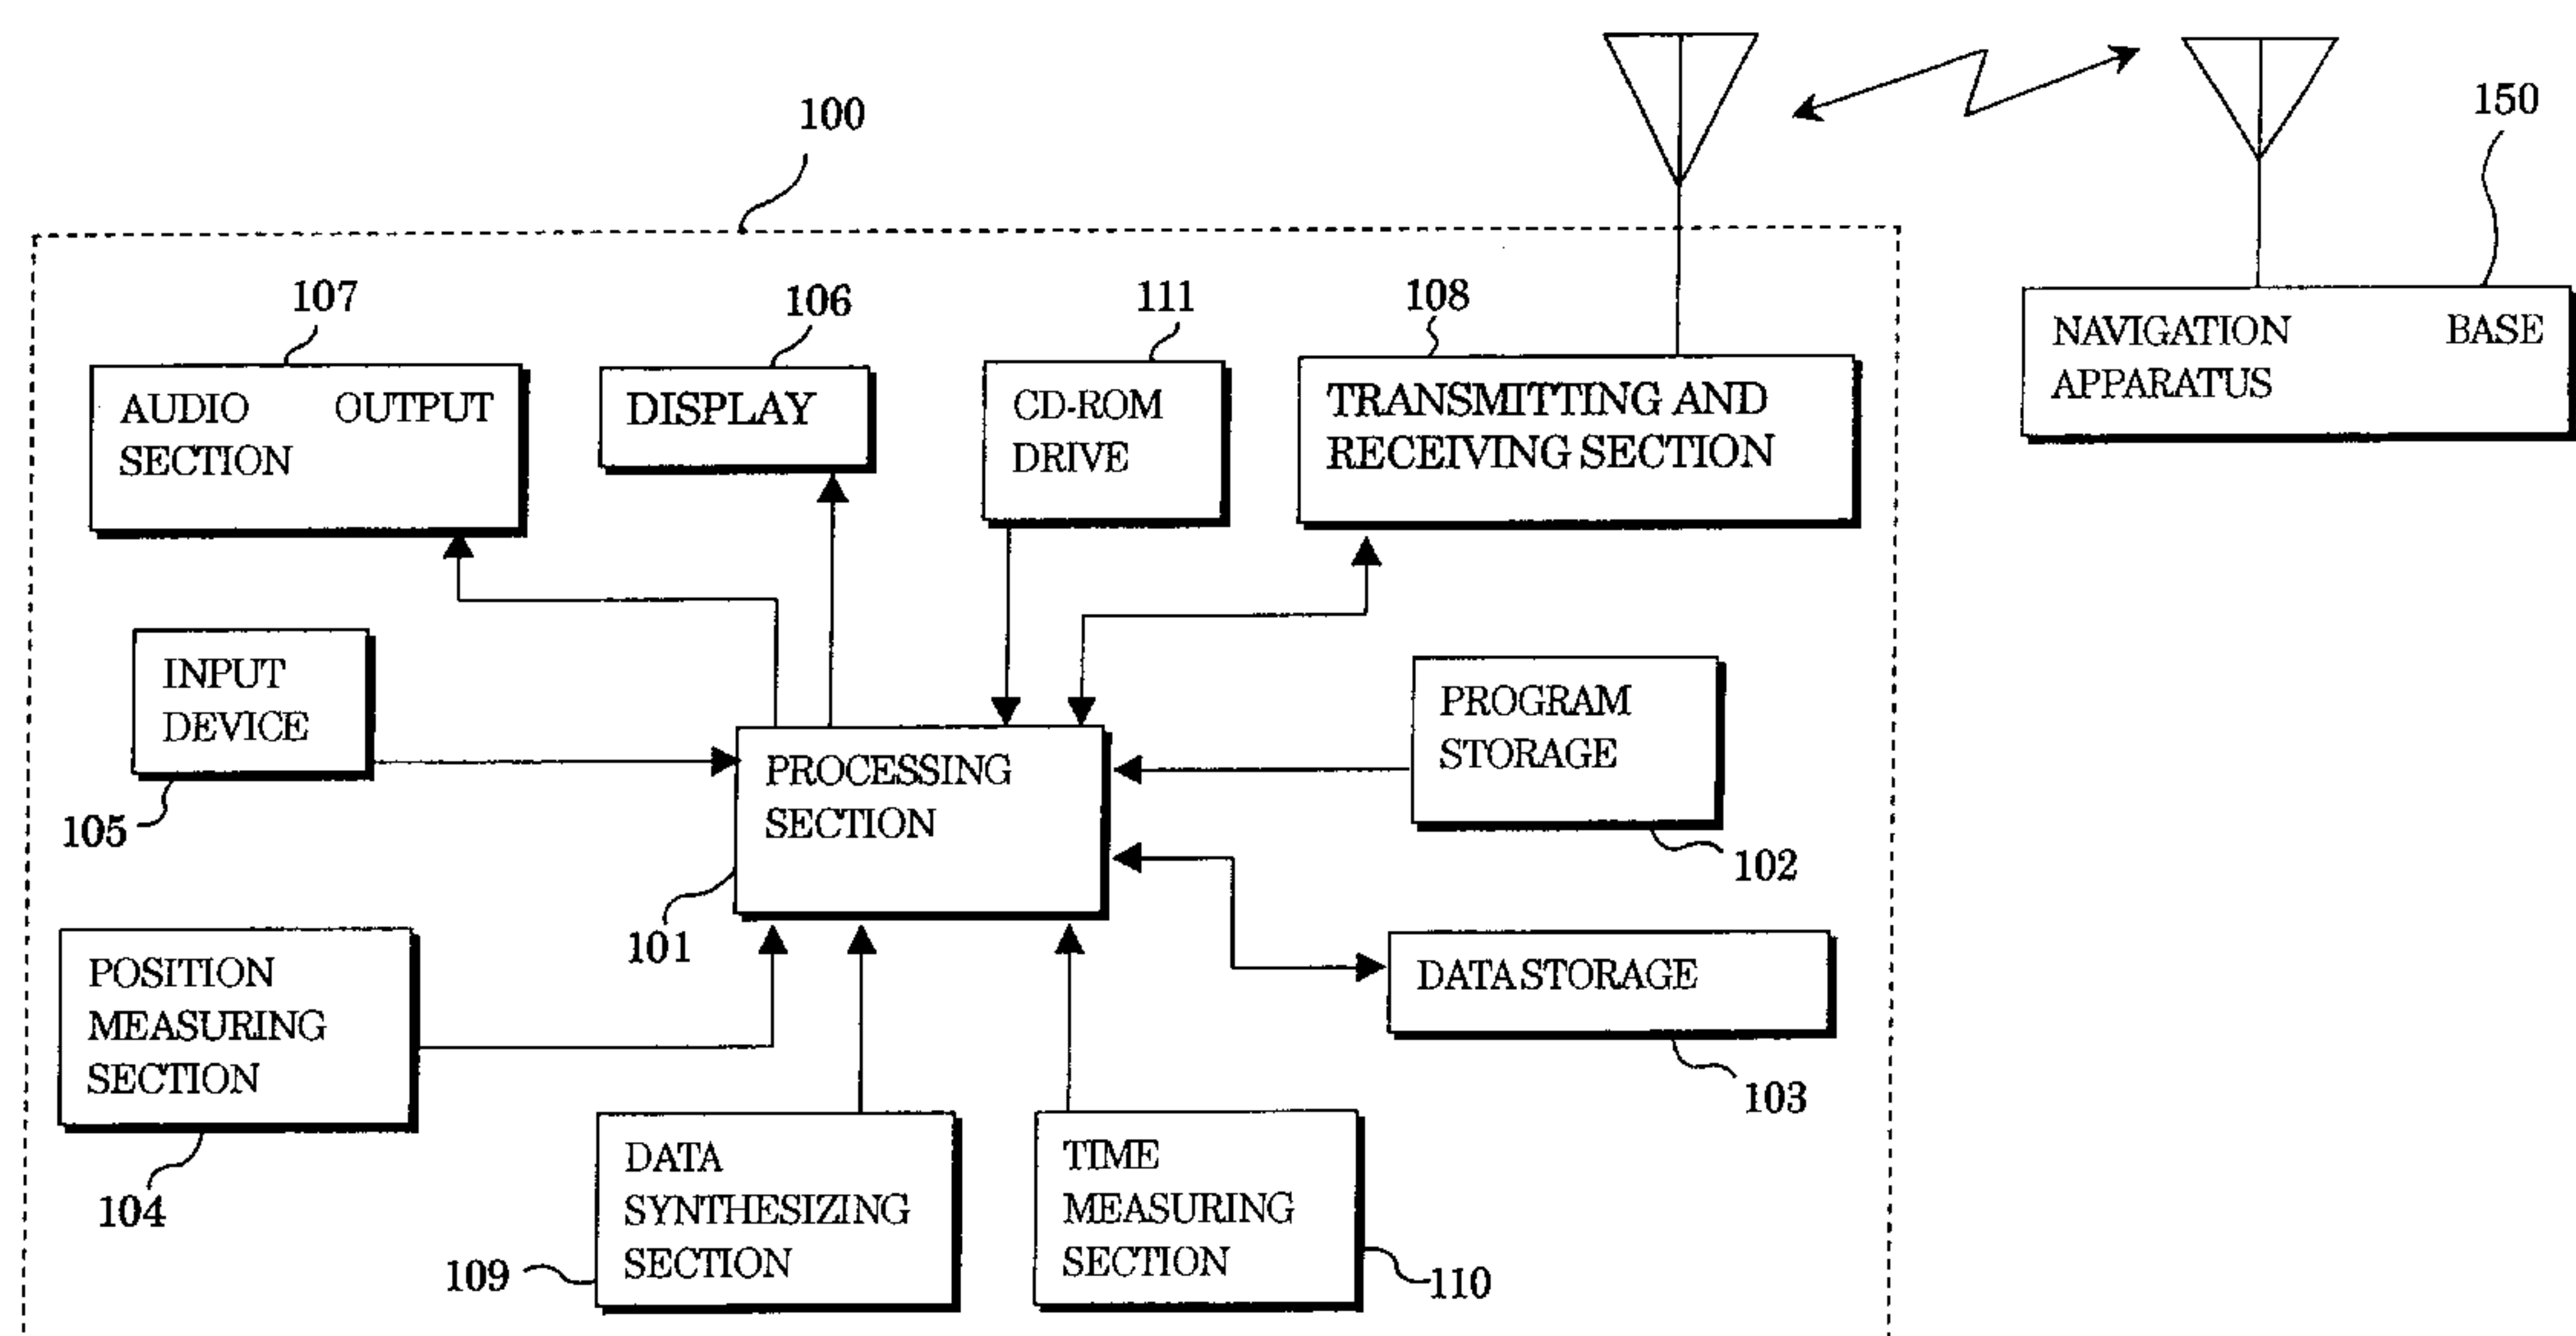 100
150
107
106
111
108
NAVIGATION BASE
APPARATUS
AUDIO OUTPUT
SECTION
DISPLAY
CD-ROM
DRIVE
TRANSMITTING AND
RECEIVING SECTION
INPUT
DEVICE
105
PROCESSING
SECTION
101
PROGRAM
STORAGE
102
POSITION
MEASURING
SECTION
104
DATA STORAGE
103
DATA
SYNTHESIZING
SECTION
109
TIME
MEASURING
SECTION
110